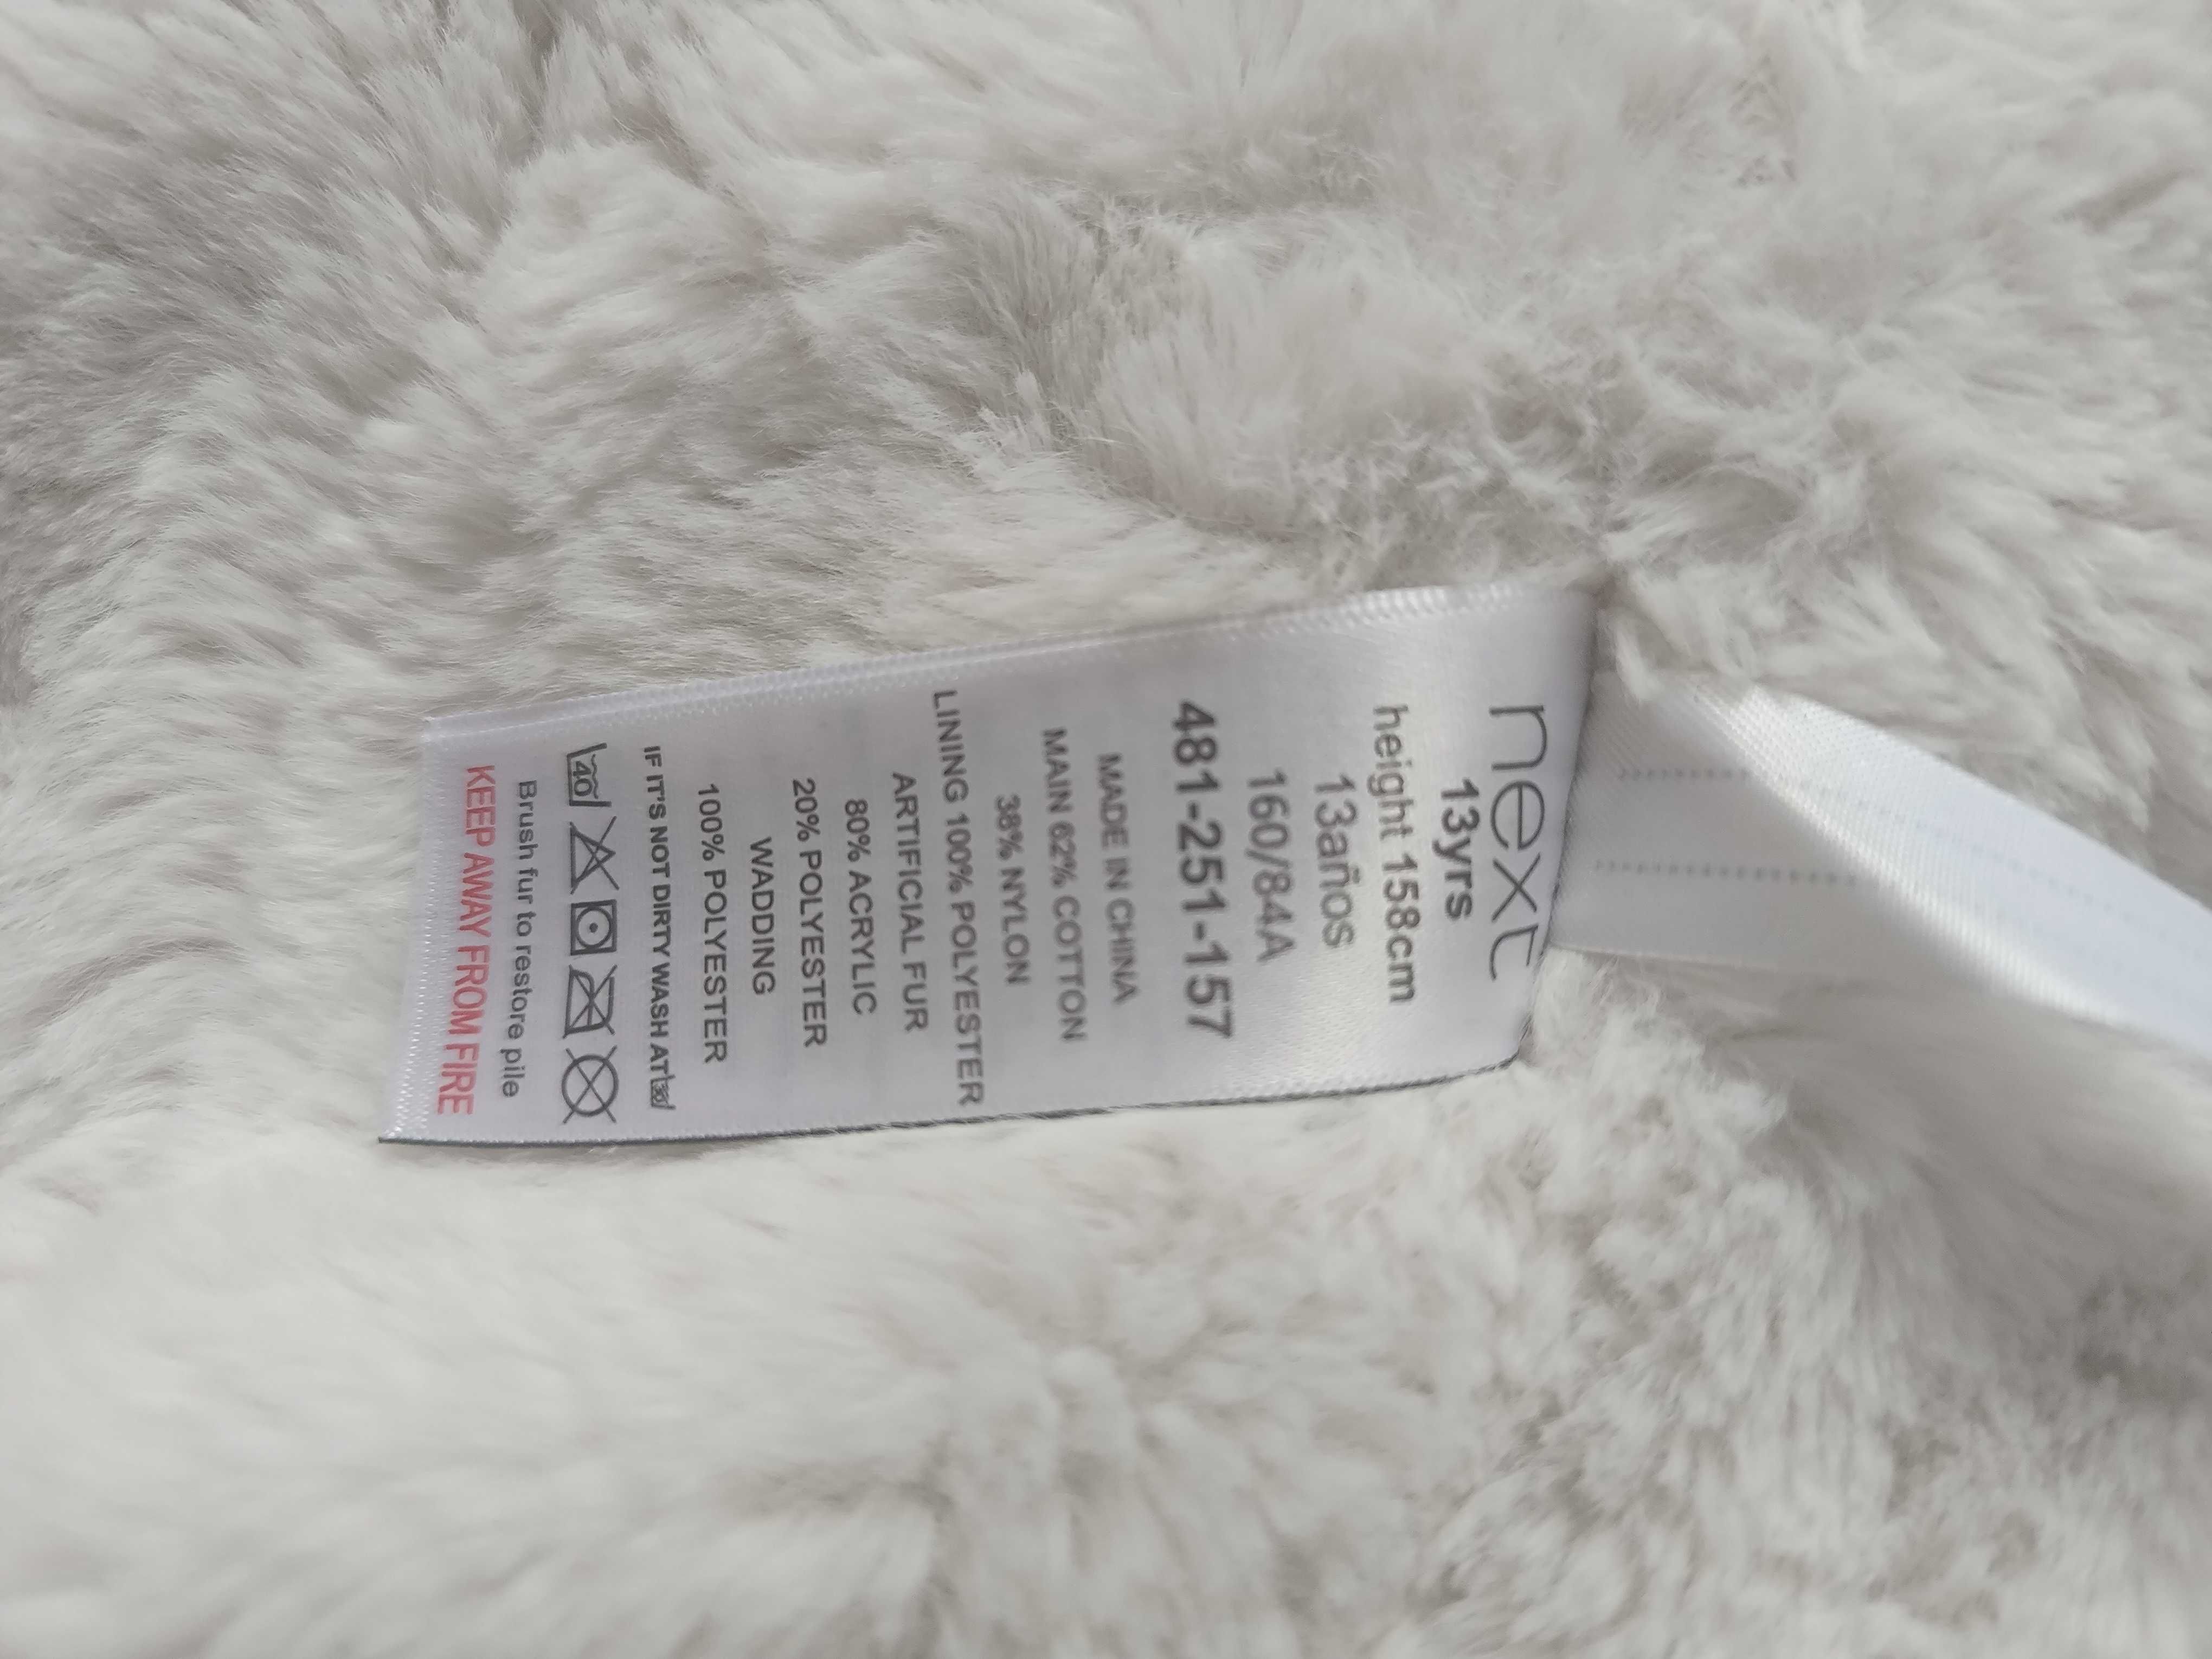 next
13yrs
height 158cm
13años
160/84A
481-251-157
MADE IN CHINA
MAIN 62% COTTON
38% NYLON
LINING 100% POLYESTER
ARTIFICIAL FUR
80% ACRYLIC
20% POLYESTER
WADDING
100% POLYESTER
IF IT'S NOT DIRTY WASH AT 30
40
Brush fur to restore pile
KEEP AWAY FROM FIRE